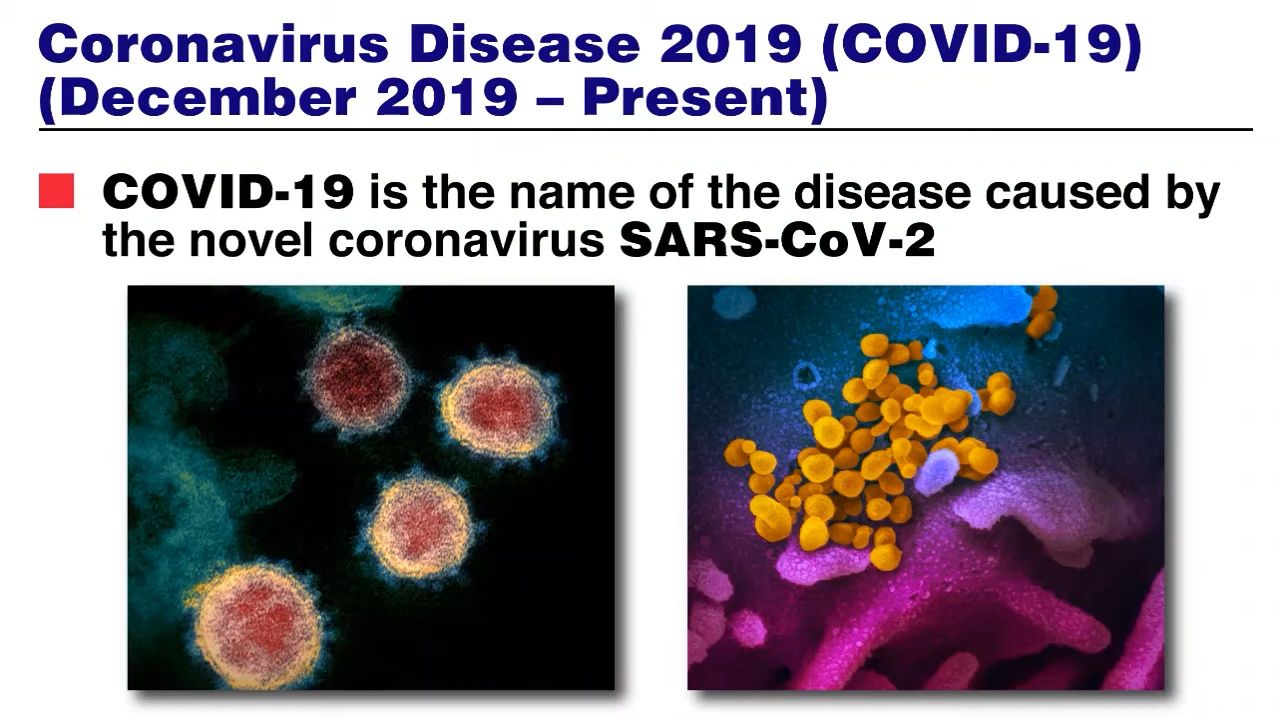 Coronavirus Disease 2019 (COVID-19)
(December 2019 – Present)
COVID-19 is the name of the disease caused by
the novel coronavirus SARS-CoV-2